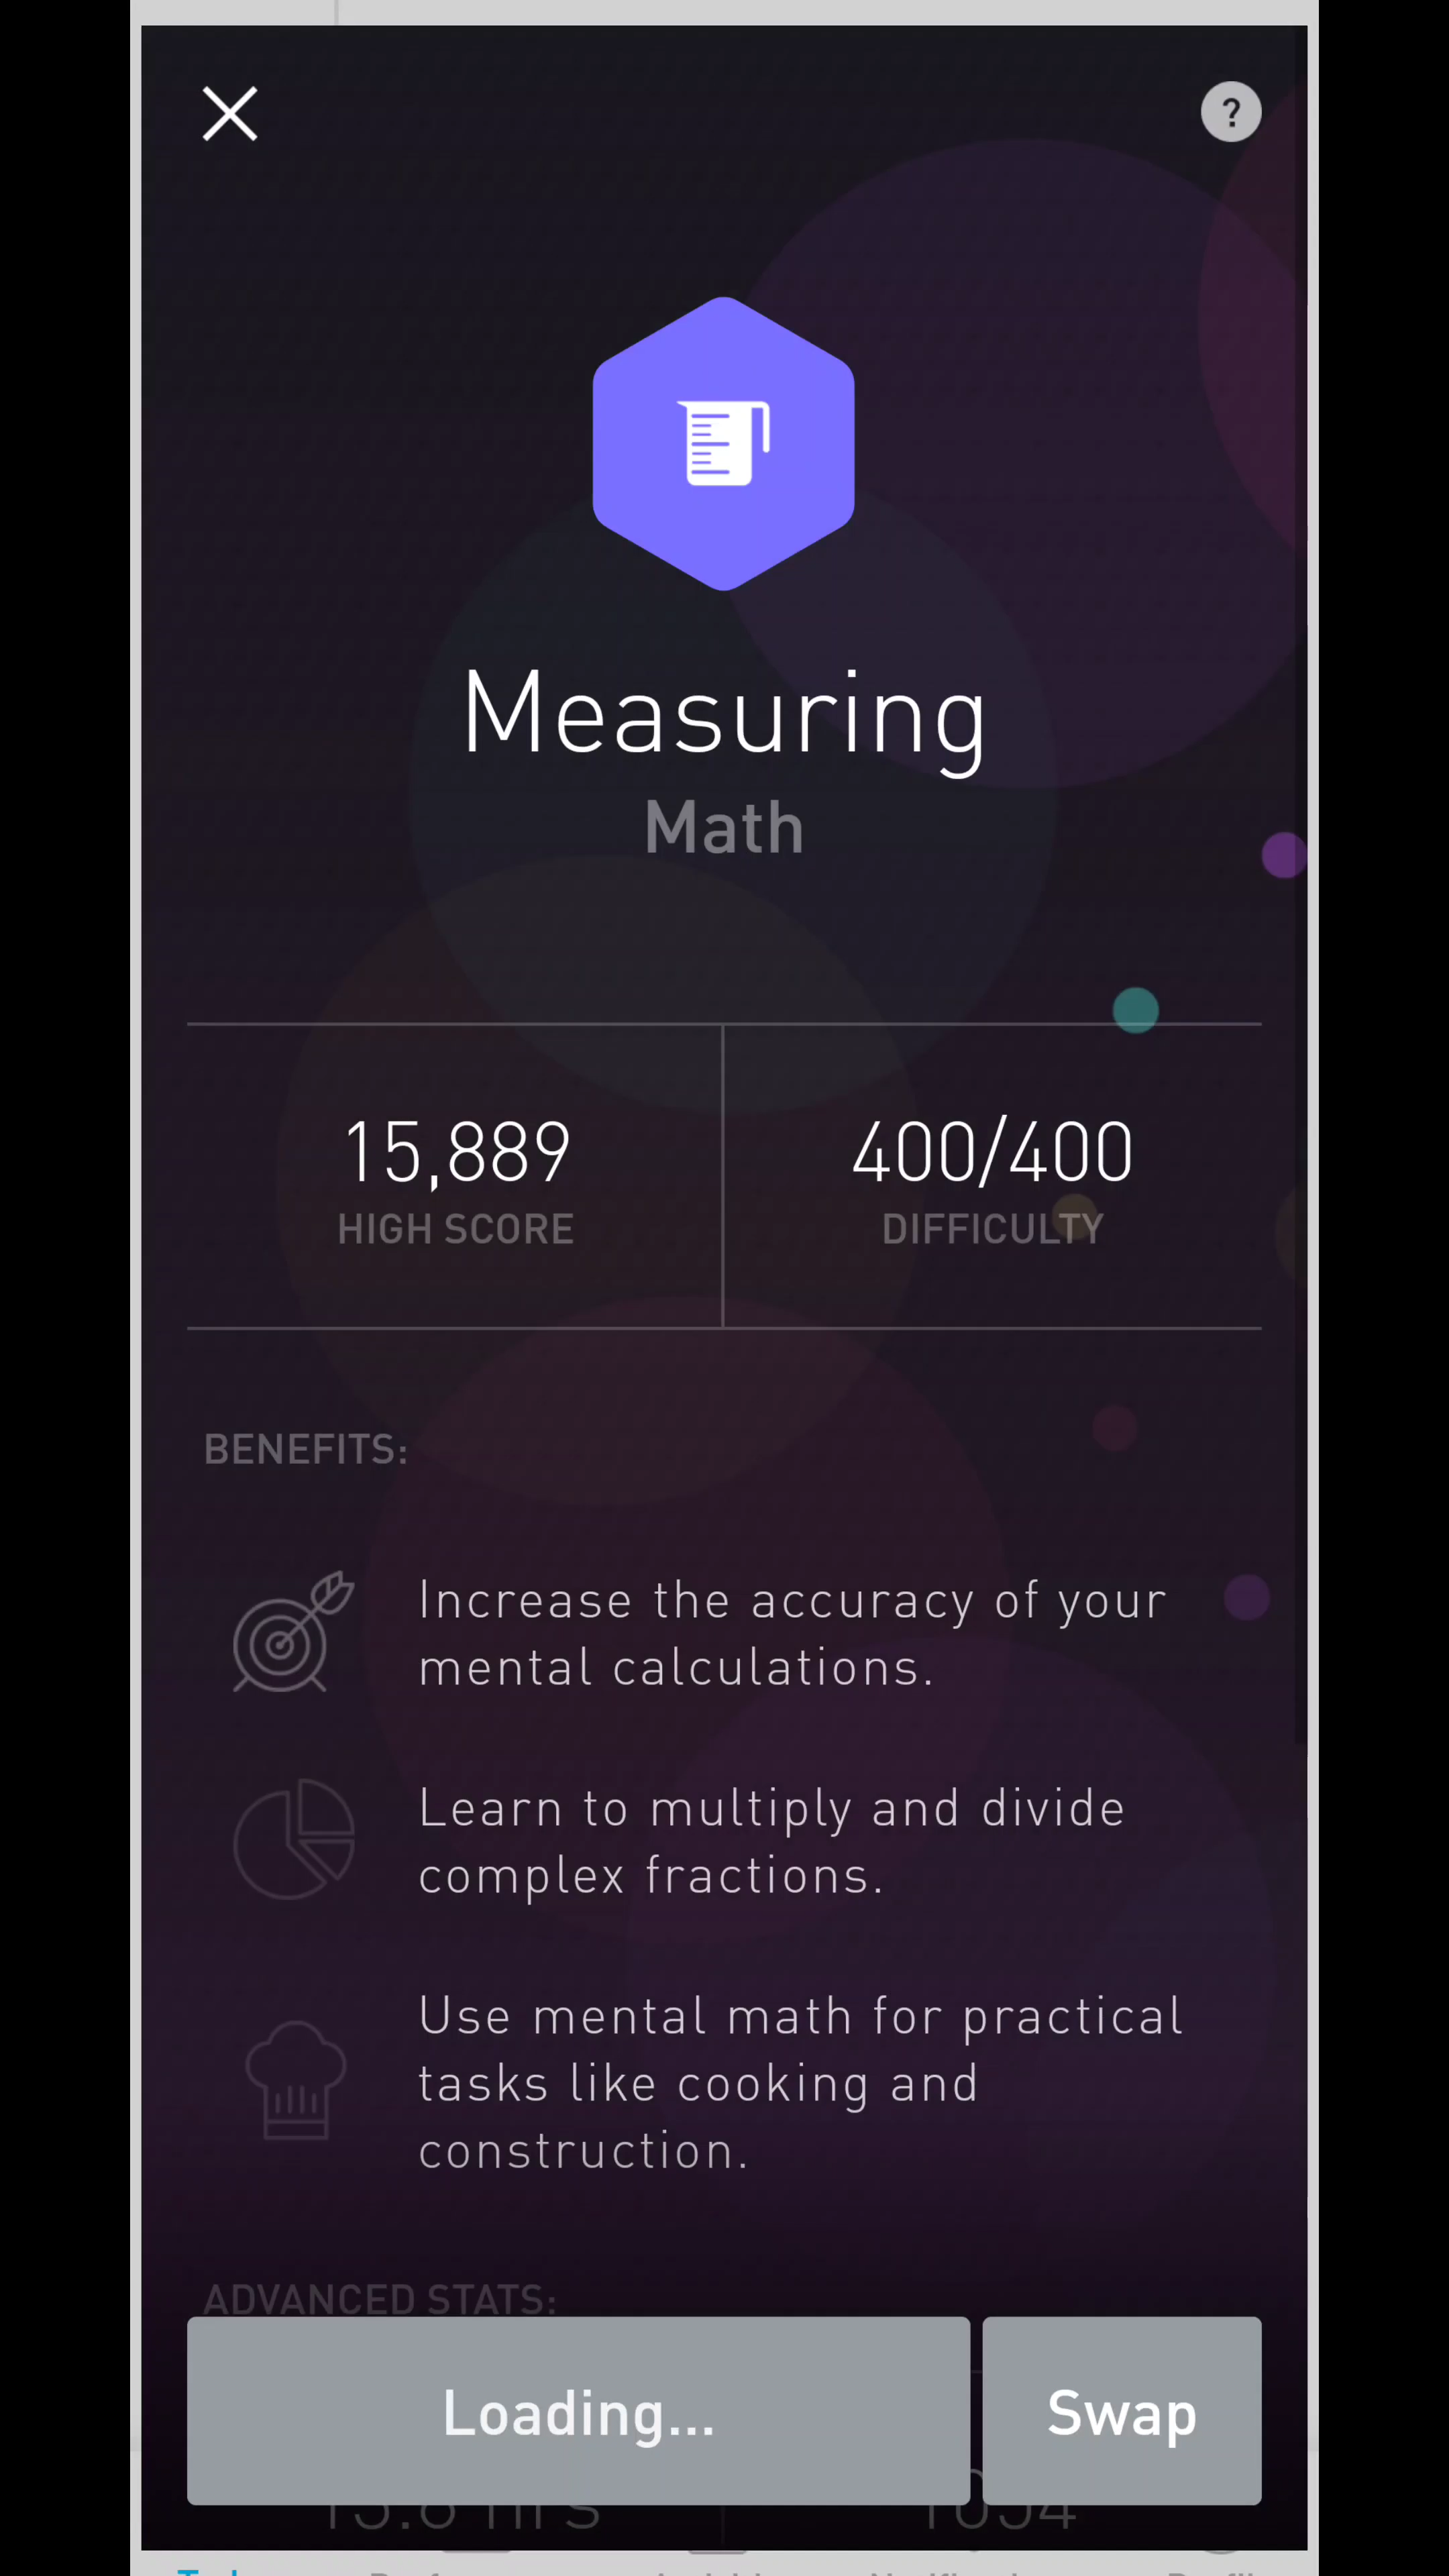 ?
Measuring
Math
15,889
HIGH SCORE
400/400
DIFFICULTY
BENEFITS:
Increase the accuracy of your
mental calculations.
Learn to multiply and divide
complex fractions.
Use mental math for practical
tasks like cooking and
construction.
ADVANCED STATS:
Loading...
Swap